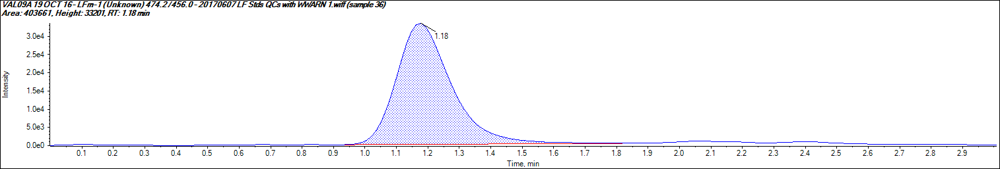 VAL09A 19 OCT 16 - LFm-1 (Unknown) 474.2/456.0 - 20170607 LF Stds QCs with WWARN 1.wiff (sample 36)
Area: 403661, Height: 33201, RT: 1.18 min
1.18
3.0e4
2.5e4
2.0e4
1.5e4
1.0e4
5.0e3
0.0e0
Intensity
0.1 0.2 0.3 0.4 0.5 0.6 0.7 0.8 0.9 1.0 1.1 1.2 1.3 1.4 1.5 1.6 1.7 1.8 1.9 2.0 2.1 2.2 2.3 2.4 2.5 2.6 2.7 2.8 2.9
Time, min